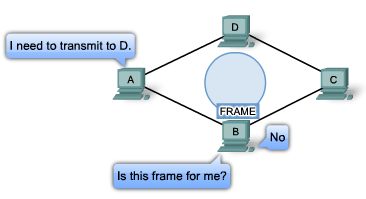 D
I need to transmit to D.
A
C
FRAME
B
No
Is this frame for me?